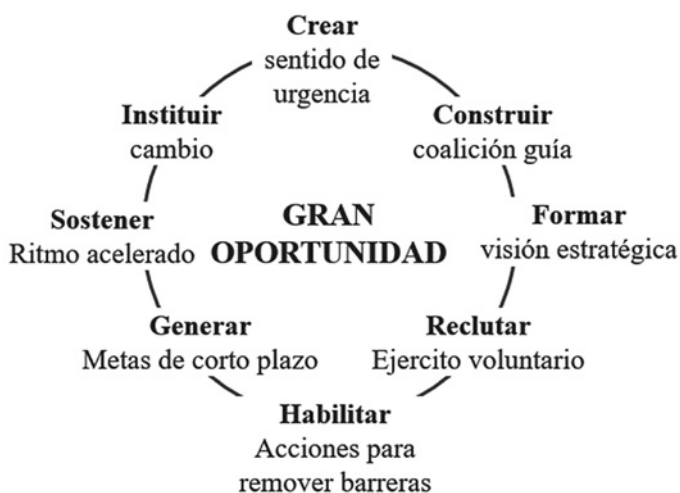 Crear
sentido de
urgencia
Construir
coalición guía
Formar
visión estratégica
Reclutar
Ejercito voluntario
Habilitar
Acciones para
remover barreras
Generar
Metas de corto plazo
Sostener
Ritmo acelerado
Instituir
cambio
GRAN
OPORTUNIDAD